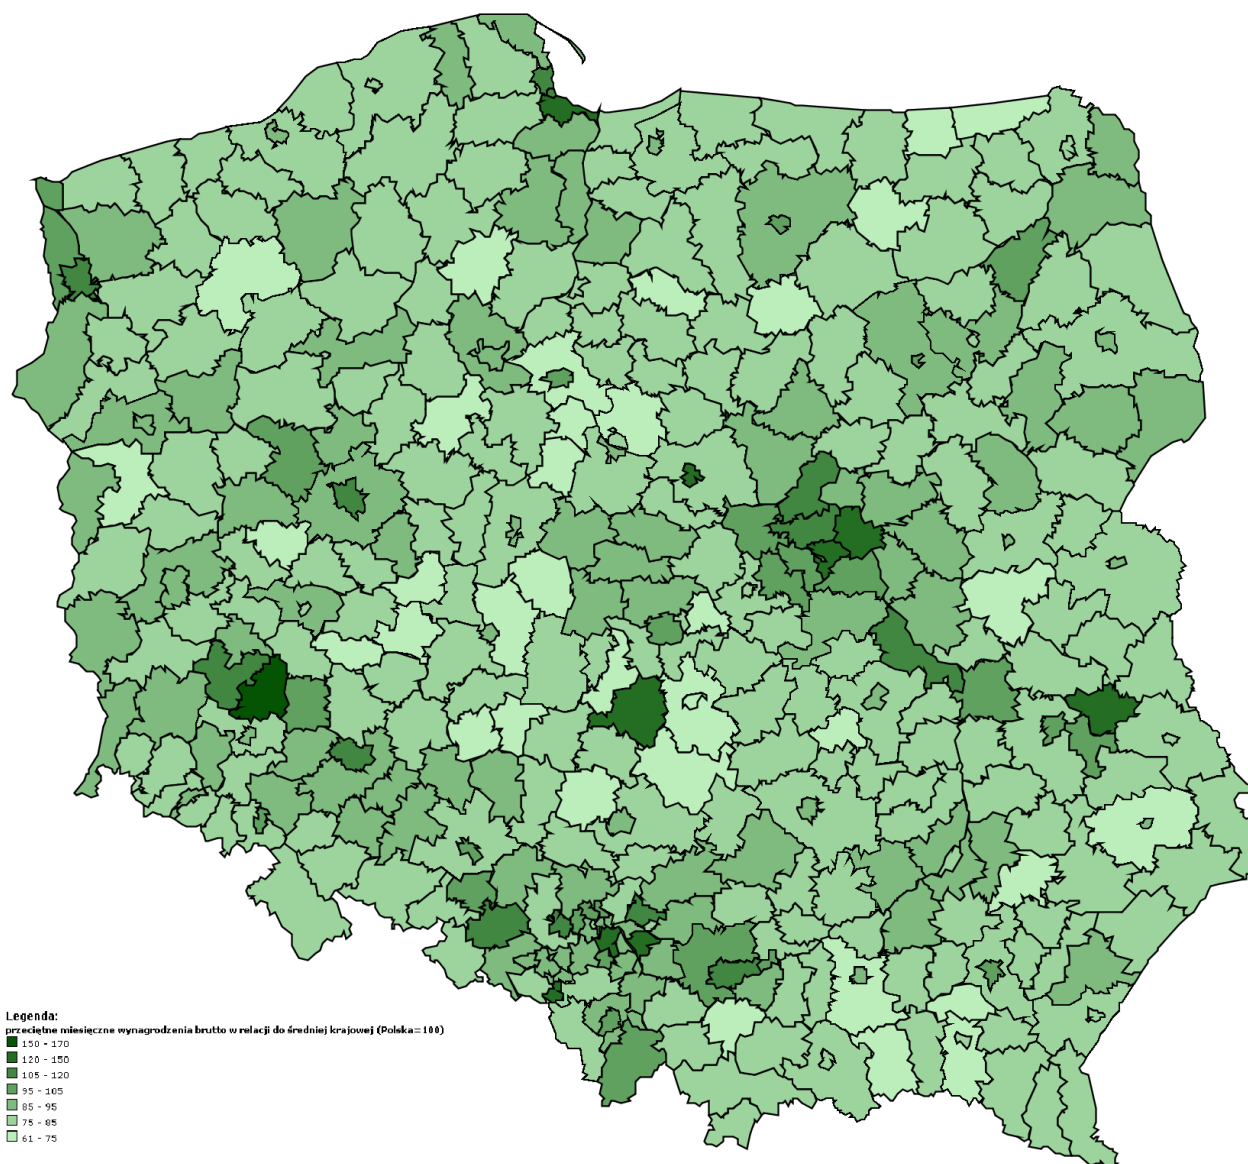 Legenda:
przeciętne miesięczne wynagrodzenia brutto w relacji do średniej krajowej (Polska=100)
150 - 170
120 - 150
105 - 120
95 - 105
85 - 95
75 - 85
61 - 75